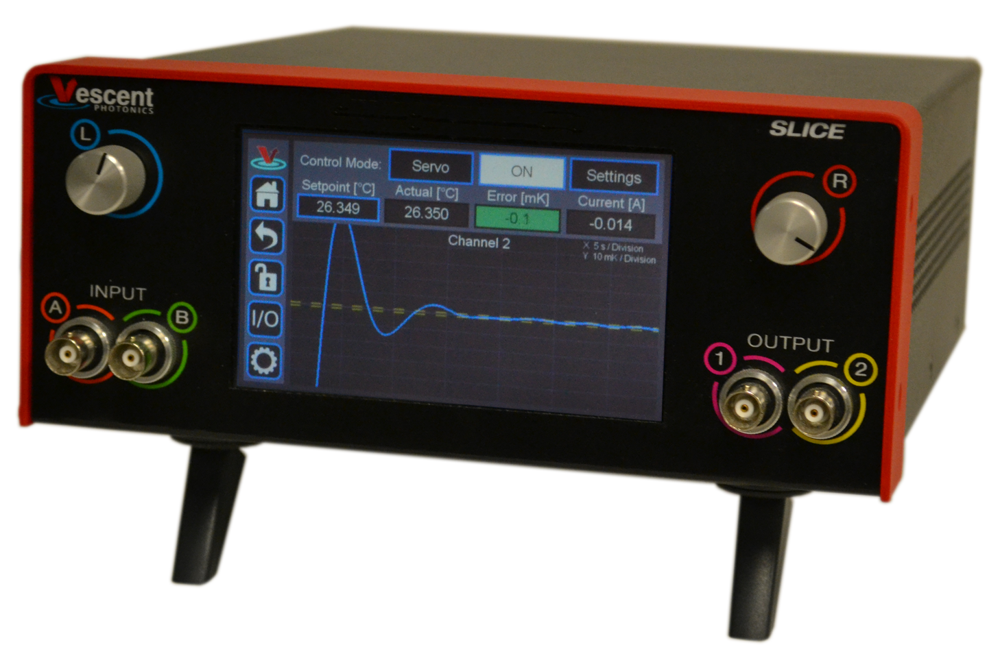 Vescent
PHOTONICS
L
SLICE
R
Control Mode: Servo ON Settings
Setpoint [°C] Actual [°C] Error [mK] Current [A]
26.349 26.350 -0.1 -0.014
Channel 2
X 5 s / Division
Y 10 mK / Division
I/O
INPUT
A B
OUTPUT
1 2